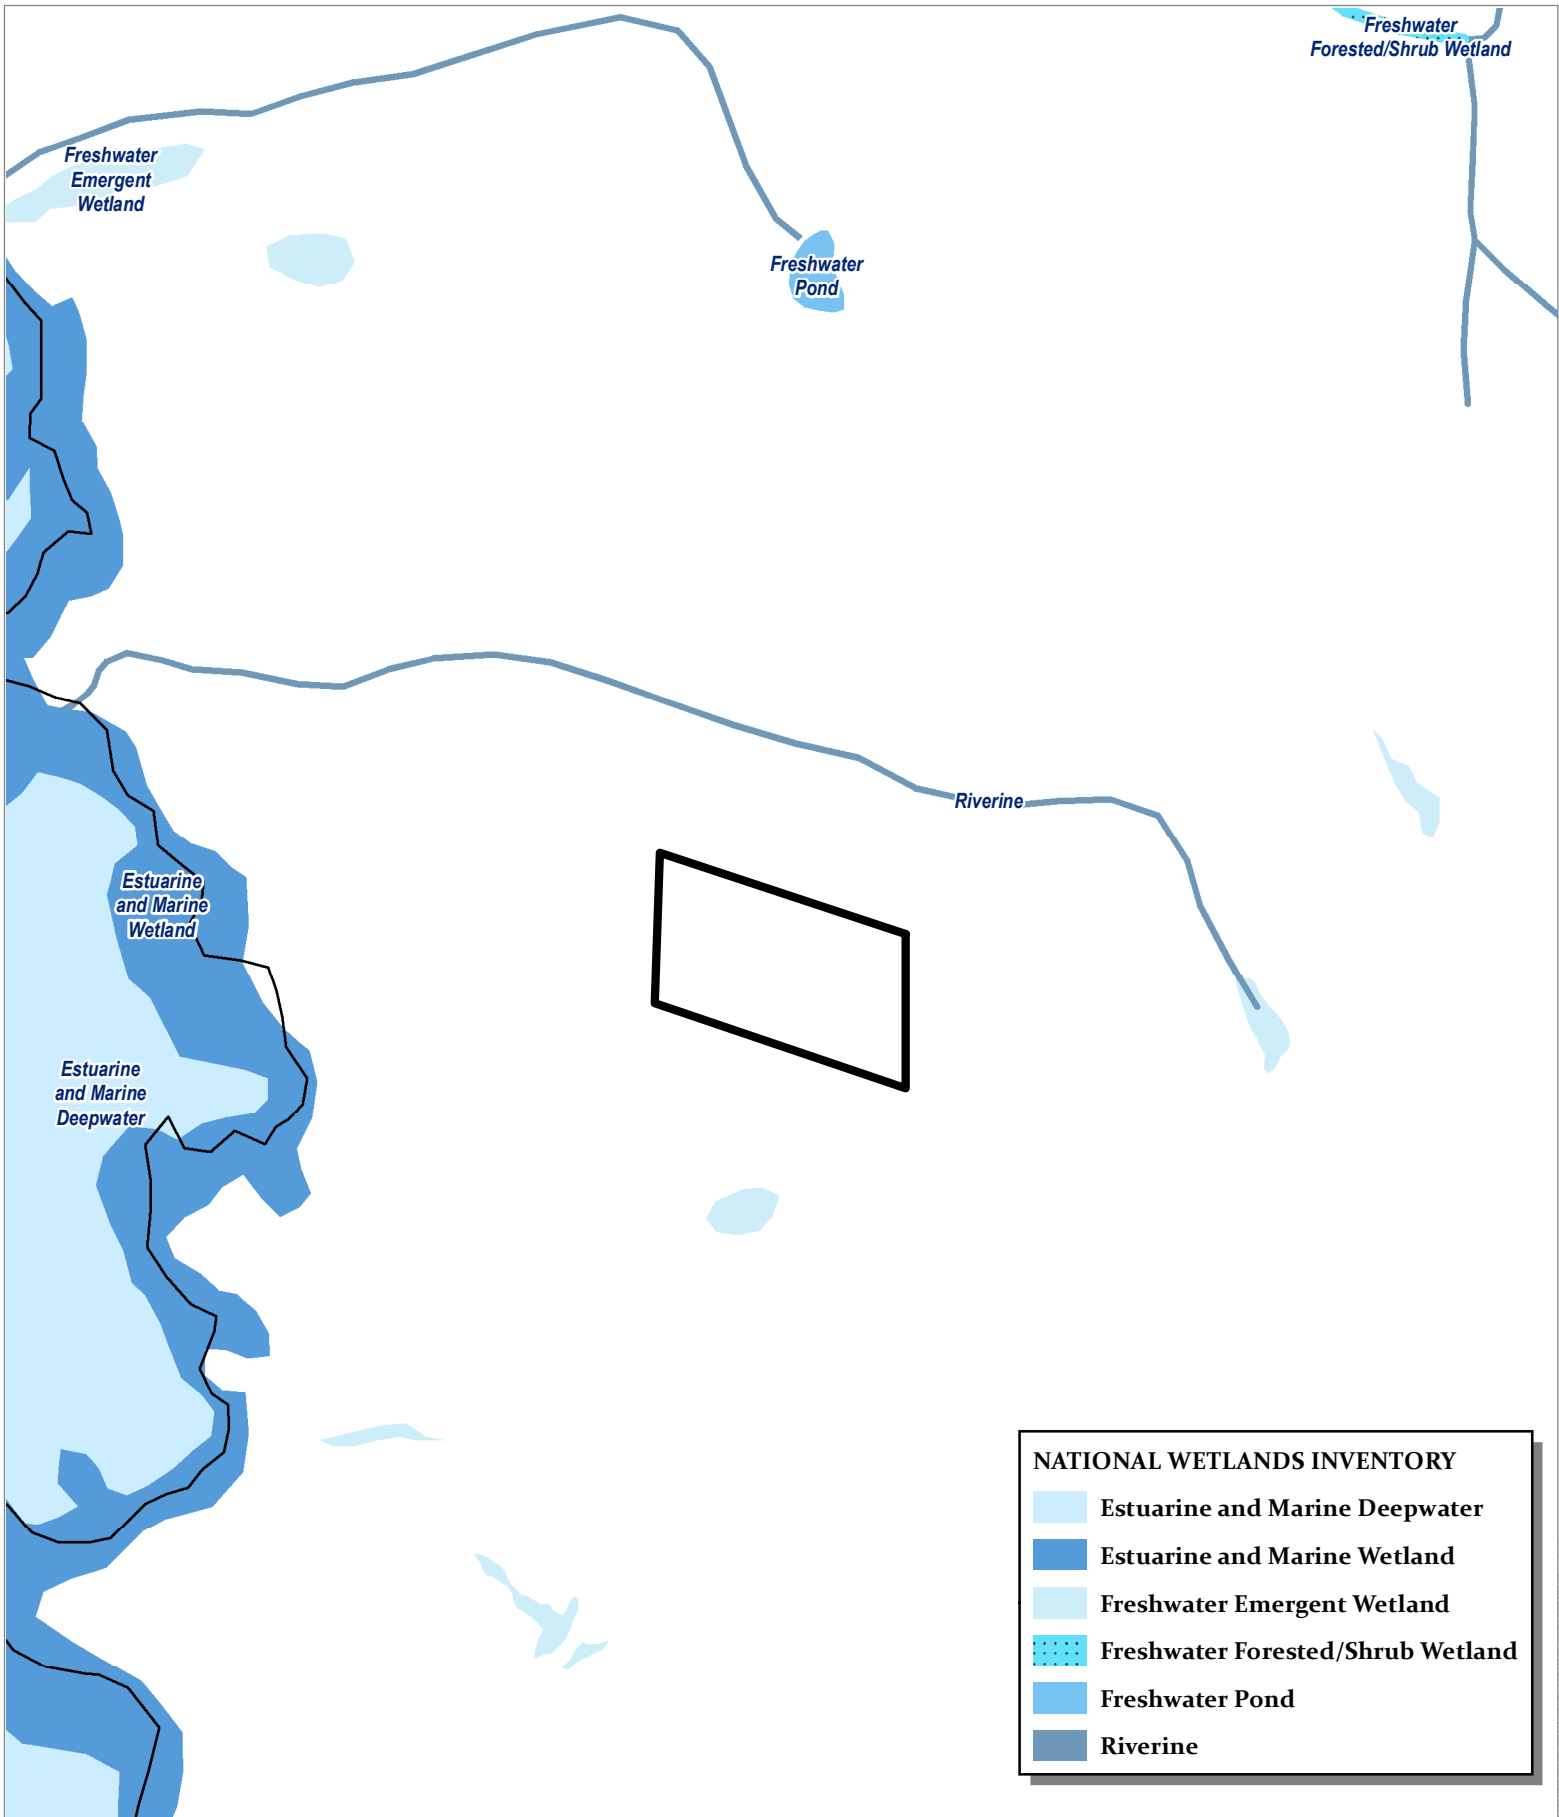 Freshwater
Forested/Shrub Wetland
Freshwater
Emergent
Wetland
Freshwater
Pond
Riverine
Estuarine
and Marine
Wetland
Estuarine
and Marine
Deepwater
NATIONAL WETLANDS INVENTORY
Estuarine and Marine Deepwater
Estuarine and Marine Wetland
Freshwater Emergent Wetland
Freshwater Forested/Shrub Wetland
Freshwater Pond
Riverine